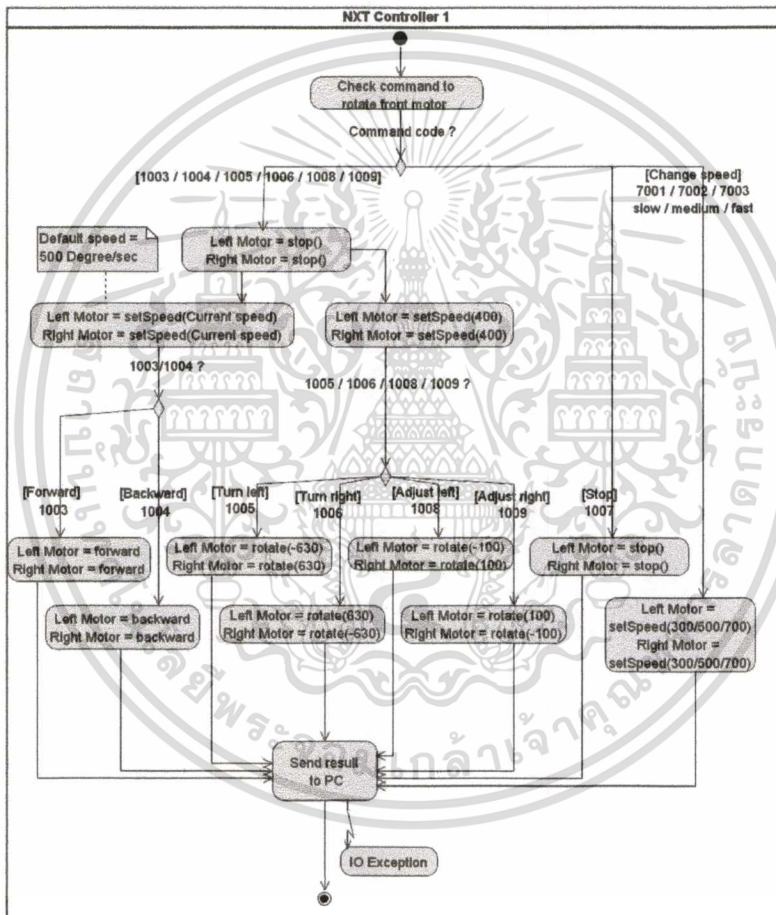 NXT Controller 1
Check command to
rotate front motor
Command code ?
[1003 / 1004 / 1005 / 1006 / 1008 / 1009]
[Change speed]
7001 / 7002 / 7003
slow / medium / fast
Default speed =
500 Degree/sec
Left Motor = stop()
Right Motor = stop()
Left Motor = setSpeed(Current speed)
Right Motor = setSpeed(Current speed)
Left Motor = setSpeed(400)
Right Motor = setSpeed(400)
1003/1004 ?
1005 / 1006 / 1008 / 1009 ?
[Forward]
1003
[Backward]
1004
[Turn left]
1005
[Turn right]
1006
[Adjust left]
1008
[Adjust right]
1009
[Stop]
1007
Left Motor = forward
Right Motor = forward
Left Motor = rotate(-630)
Right Motor = rotate(630)
Left Motor = rotate(-100)
Right Motor = rotate(100)
Left Motor = stop()
Right Motor = stop()
Left Motor = backward
Right Motor = backward
Left Motor = rotate(630)
Right Motor = rotate(-630)
Left Motor = rotate(100)
Right Motor = rotate(-100)
Left Motor =
setSpeed(300/500/700)
Right Motor =
setSpeed(300/500/700)
Send result
to PC
IO Exception